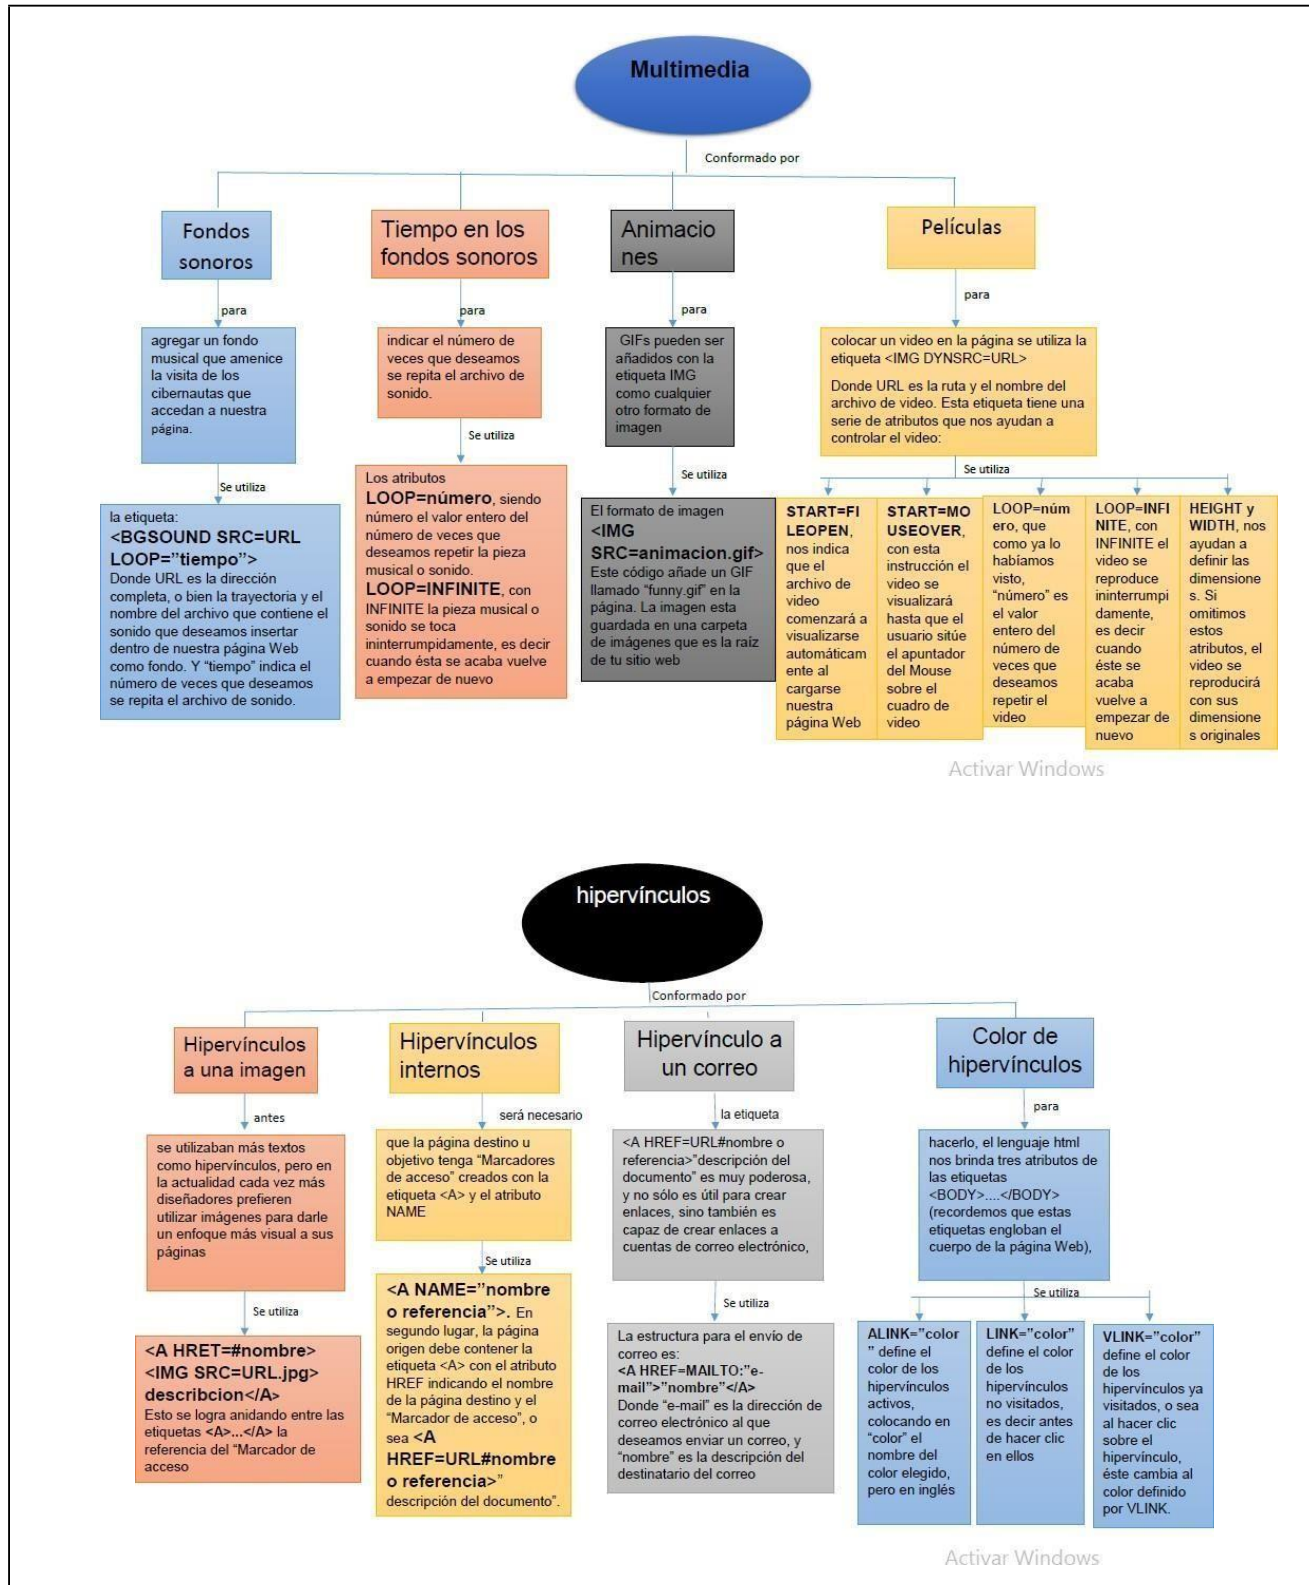 Multimedia
Conformado por
Fondos
sonoros
para
agregar un fondo
musical que amenice
la visita de los
cibernautas que
accedan a nuestra
página.
Se utiliza
la etiqueta:
<BGSOUND SRC=URL
LOOP=”tiempo”>
Donde URL es la dirección
completa, o bien la trayectoria y el
nombre del archivo que contiene el
sonido que deseamos insertar
dentro de nuestra página Web
como fondo. Y “tiempo” indica el
número de veces que deseamos
se repita el archivo de sonido.
Tiempo en los
fondos sonoros
para
indicar el número de
veces que deseamos
se repita el archivo de
sonido.
Se utiliza
Los atributos
LOOP=número, siendo
número el valor entero del
número de veces que
deseamos repetir la pieza
musical o sonido.
LOOP=INFINITE, con
INFINITE la pieza musical o
sonido se toca
ininterrumpidamente, es decir
cuando ésta se acaba vuelve
a empezar de nuevo
Animacio
nes
para
GIFs pueden ser
añadidos con la
etiqueta IMG
como cualquier
otro formato de
imagen
Se utiliza
El formato de imagen
<IMG
SRC=animacion.gif>
Este código añade un GIF
llamado “funny.gif” en la
página. La imagen esta
guardada en una carpeta
de imágenes que es la raíz
de tu sitio web
Películas
para
colocar un video en la página se utiliza la
etiqueta <IMG DYNSRC=URL>
Donde URL es la ruta y el nombre del
archivo de video. Esta etiqueta tiene una
serie de atributos que nos ayudan a
controlar el video:
Se utiliza
START=FI
LEOPEN,
nos indica
que el
archivo de
video
comenzará a
visualizarse
automáticam
ente al
cargarse
nuestra
página Web
START=MO
USEOVER,
con esta
instrucción el
video se
visualizará
hasta que el
usuario sitúe
el apuntador
del Mouse
sobre el
cuadro de
video
LOOP=núm
ero, que
como ya lo
habíamos
visto,
“número” es
el valor
entero del
número de
veces que
deseamos
repetir el
video
LOOP=INFI
NITE, con
INFINITE el
video se
reproduce
ininterrumpi
damente,
es decir
cuando
éste se
acaba
vuelve a
empezar de
nuevo
HEIGHT y
WIDTH, nos
ayudan a
definir las
dimensione
s. Si
omitimos
estos
atributos, el
video se
reproducirá
con sus
dimensione
s originales
Activar Windows
hipervínculos
Conformado por
Hipervínculos
a una imagen
antes
se utilizaban más textos
como hipervínculos, pero en
la actualidad cada vez más
diseñadores prefieren
utilizar imágenes para darle
un enfoque más visual a sus
páginas
Se utiliza
<A HRET=#nombre>
<IMG SRC=URL.jpg>
describcion</A>
Esto se logra anidando entre las
etiquetas <A>...</A> la
referencia del “Marcador de
acceso
Hipervínculos
internos
será necesario
que la página destino u
objetivo tenga “Marcadores
de acceso” creados con la
etiqueta <A> y el atributo
NAME
Se utiliza
<A NAME=”nombre
o referencia”>. En
segundo lugar, la página
origen debe contener la
etiqueta <A> con el atributo
HREF indicando el nombre
de la página destino y el
“Marcador de acceso”, o
sea <A
HREF=URL#nombre
o referencia>”
descripción del documento”.
Hipervínculo a
un correo
la etiqueta
<A HREF=URL#nombre o
referencia>”descripción del
documento” es muy poderosa,
y no sólo es útil para crear
enlaces, sino también es
capaz de crear enlaces a
cuentas de correo electrónico,
Se utiliza
La estructura para el envío de
correo es:
<A HREF=MAILTO:”e-
mail”>”nombre”</A>
Donde “e-mail” es la dirección de
correo electrónico al que
deseamos enviar un correo, y
“nombre” es la descripción del
destinatario del correo
Color de
hipervínculos
para
hacerlo, el lenguaje html
nos brinda tres atributos de
las etiquetas
<BODY>....</BODY>
(recordemos que estas
etiquetas engloban el
cuerpo de la página Web),
Se utiliza
ALINK=”color
” define el
color de los
hipervínculos
activos,
colocando en
“color” el
nombre del
color elegido,
pero en inglés
LINK=”color”
define el color
de los
hipervínculos
no visitados,
es decir antes
de hacer clic
en ellos
VLINK=”color”
define el color
de los
hipervínculos ya
visitados, o sea
al hacer clic
sobre el
hipervínculo,
éste cambia al
color definido
por VLINK.
Activar Windows